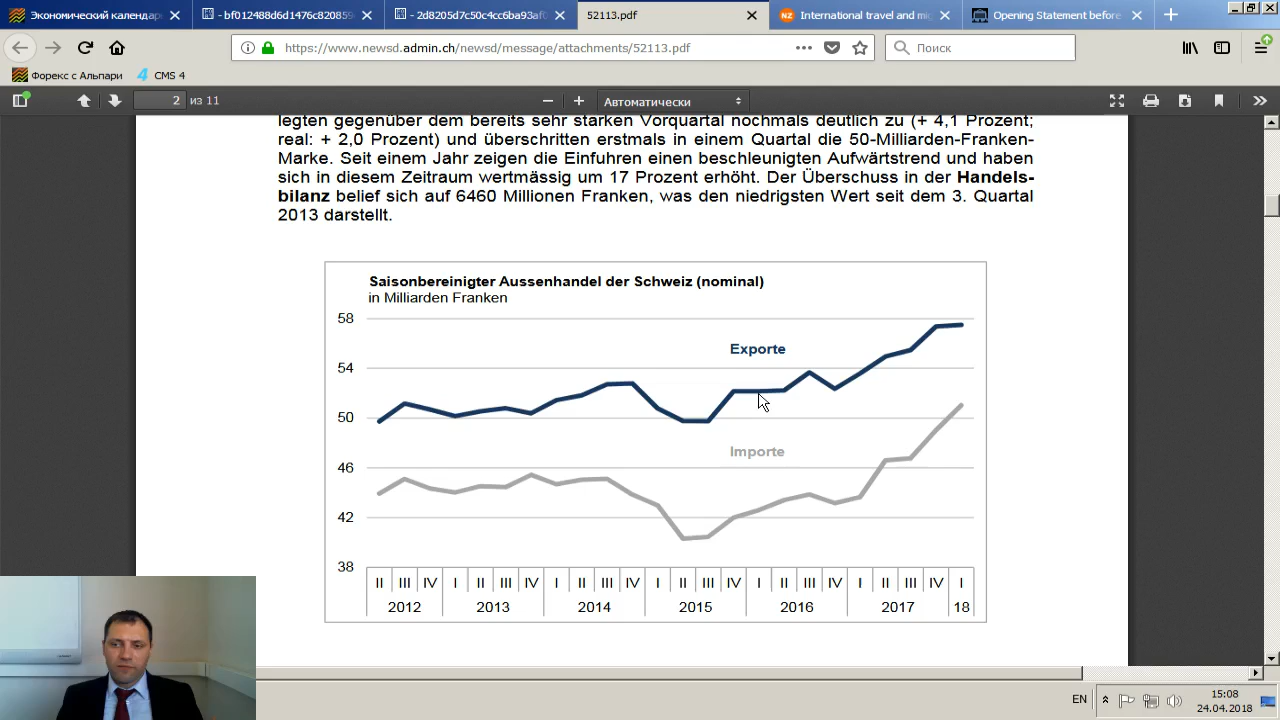 Экономический календарь
- bf012488d6d1476c820859
- 2d8205d7c50c4cc6ba93af0
52113.pdf
International travel and mig
Opening Statement before
https://www.newsd.admin.ch/newsd/message/attachments/52113.pdf
Поиск
Форекс с Альпари
CMS 4
2
из 11
Автоматически
legten gegenüber dem bereits sehr starken Vorquartal nochmals deutlich zu (+ 4,1 Prozent;
real: + 2,0 Prozent) und überschritten erstmals in einem Quartal die 50-Milliarden-Franken-
Marke. Seit einem Jahr zeigen die Einfuhren einen beschleunigten Aufwärtstrend und haben
sich in diesem Zeitraum wertmässig um 17 Prozent erhöht. Der Überschuss in der Handels-
bilanz belief sich auf 6460 Millionen Franken, was den niedrigsten Wert seit dem 3. Quartal
2013 darstellt.
Saisonbereinigter Aussenhandel der Schweiz (nominal)
in Milliarden Franken
58
Exporte
54
50
Importe
46
42
38
II III IV I II III IV I II III IV I II III IV I II III IV I II III IV I
2012 2013 2014 2015 2016 2017 18
EN
15:08
24.04.2018